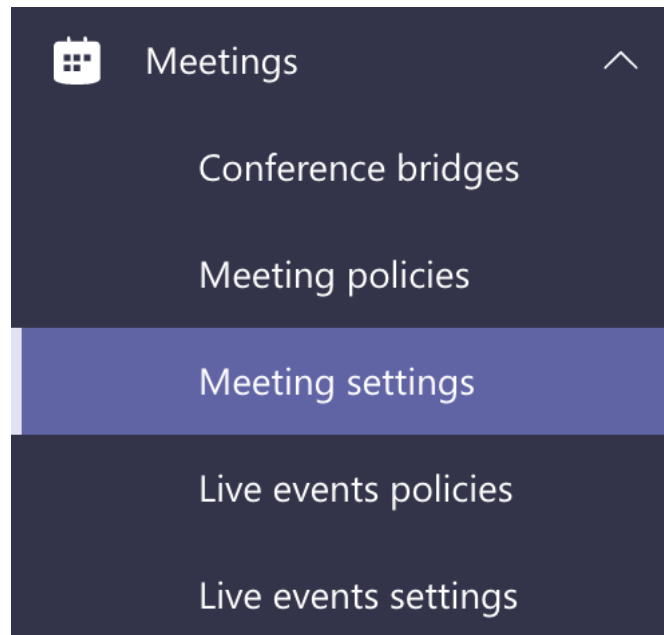 Meetings
Conference bridges
Meeting policies
Meeting settings
Live events policies
Live events settings